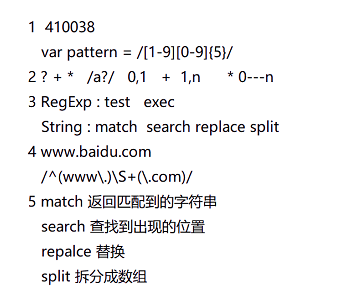 1 410038
var pattern = /[1-9][0-9]{5}/
2 ? + * /a?/ 0,1 + 1,n * 0---n
3 RegExp : test exec
String : match search replace split
4 www.baidu.com
/^(www\.)\S+(\.com)/
5 match 返回匹配到的字符串
search 查找到出现的位置
repalce 替换
split 拆分成数组